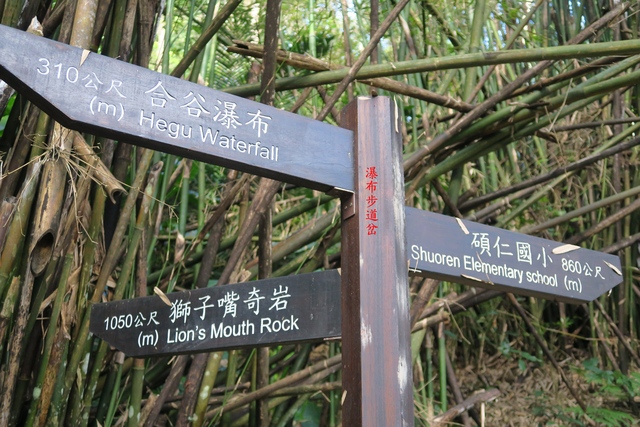 310公尺 合谷瀑布
(m) Hegu Waterfall
瀑布步道岔
碩仁國小 860公尺
Shuoren Elementary school (m)
1050公尺 獅子嘴奇岩
(m) Lion's Mouth Rock